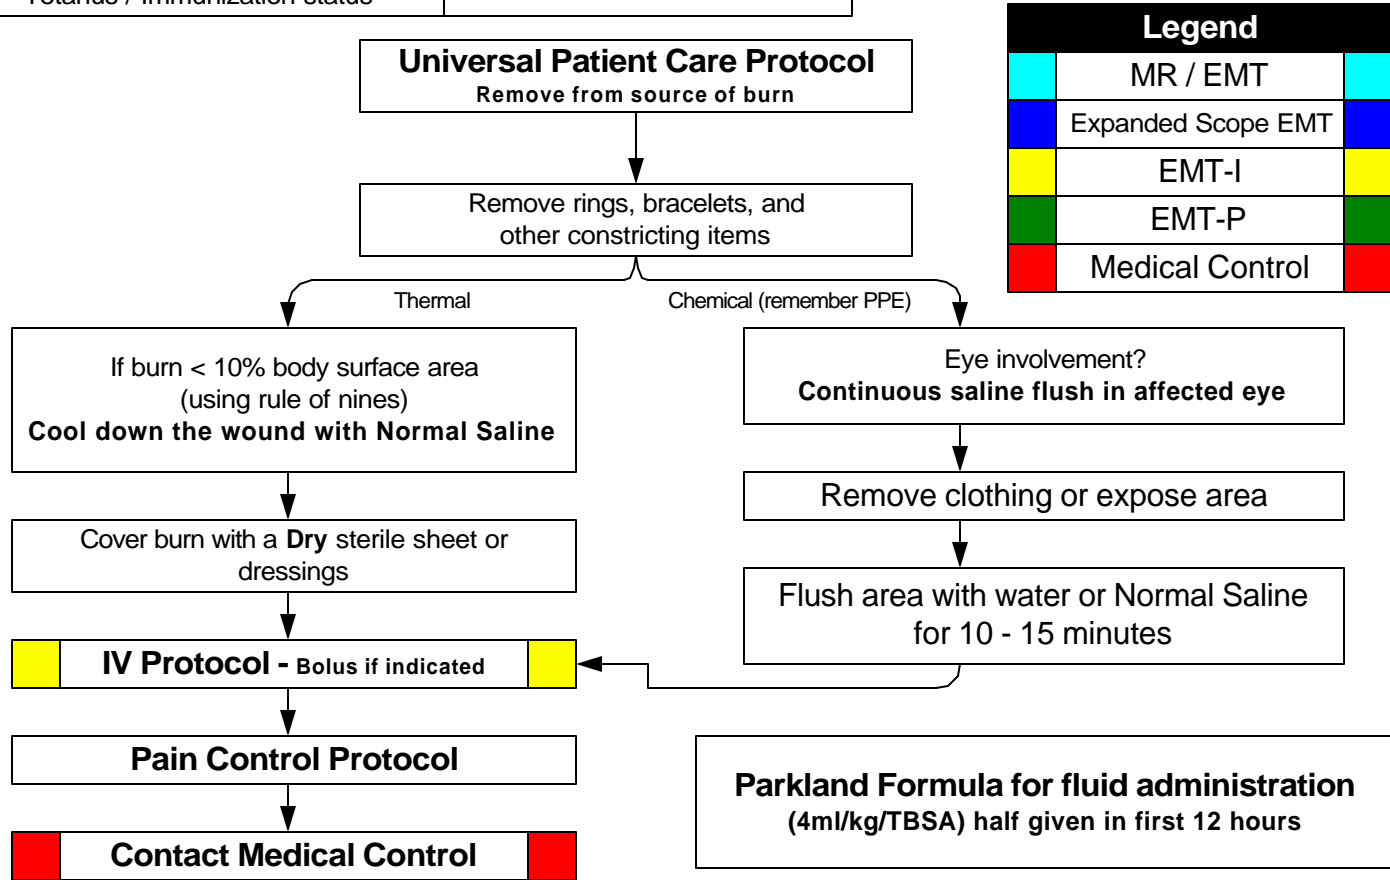 Tetanus / Immunization status
Universal Patient Care Protocol
Remove from source of burn
Legend
MR / EMT
Expanded Scope EMT
EMT-I
EMT-P
Medical Control
Remove rings, bracelets, and
other constricting items
Thermal
Chemical (remember PPE)
If burn < 10% body surface area
(using rule of nines)
Cool down the wound with Normal Saline
Eye involvement?
Continuous saline flush in affected eye
Remove clothing or expose area
Cover burn with a Dry sterile sheet or
dressings
Flush area with water or Normal Saline
for 10 - 15 minutes
IV Protocol - Bolus if indicated
Pain Control Protocol
Parkland Formula for fluid administration
(4ml/kg/TBSA) half given in first 12 hours
Contact Medical Control